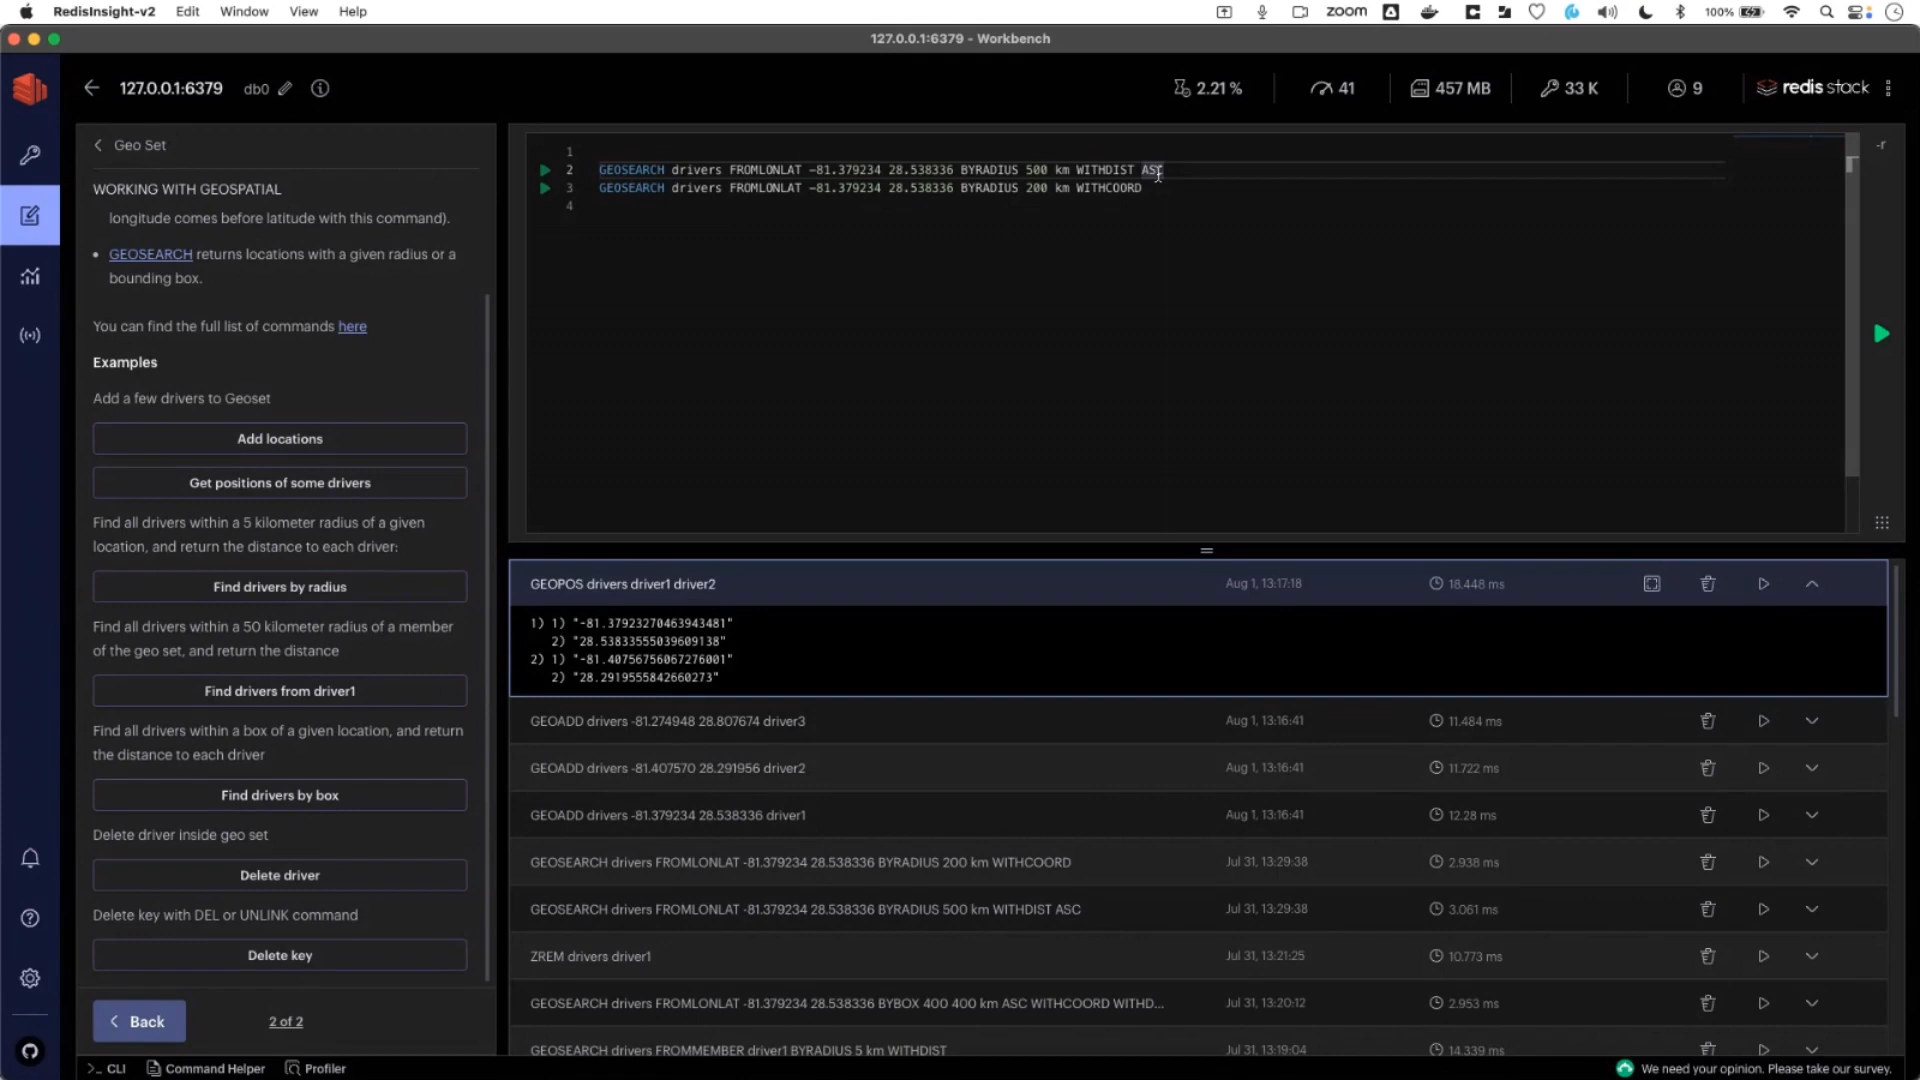 RedisInsight-v2 Edit Window View Help
zoom 100%
127.0.0.1:6379 - Workbench
127.0.0.1:6379 db0
2.21 % 41 457 MB 33 K 9 redis stack
Geo Set
WORKING WITH GEOSPATIAL
longitude comes before latitude with this command).
• GEOSEARCH returns locations with a given radius or a
bounding box.
You can find the full list of commands here
Examples
Add a few drivers to Geoset
Add locations
Get positions of some drivers
Find all drivers within a 5 kilometer radius of a given
location, and return the distance to each driver:
Find drivers by radius
Find all drivers within a 50 kilometer radius of a member
of the geo set, and return the distance
Find drivers from driver1
Find all drivers within a box of a given location, and return
the distance to each driver
Find drivers by box
Delete driver inside geo set
Delete driver
Delete key with DEL or UNLINK command
Delete key
Back 2 of 2
1
2 GEOSEARCH drivers FROMLONLAT -81.379234 28.538336 BYRADIUS 500 km WITHDIST ASC
3 GEOSEARCH drivers FROMLONLAT -81.379234 28.538336 BYRADIUS 200 km WITHCOORD
4
-r
GEOPOS drivers driver1 driver2 Aug 1, 13:17:18 18.448 ms
1) 1) "-81.37923270463943481"
2) "28.53833555039609138"
2) 1) "-81.40756756067276001"
2) "28.2919555842660273"
GEOADD drivers -81.274948 28.807674 driver3 Aug 1, 13:16:41 11.484 ms
GEOADD drivers -81.407570 28.291956 driver2 Aug 1, 13:16:41 11.722 ms
GEOADD drivers -81.379234 28.538336 driver1 Aug 1, 13:16:41 12.28 ms
GEOSEARCH drivers FROMLONLAT -81.379234 28.538336 BYRADIUS 200 km WITHCOORD Jul 31, 13:29:38 2.938 ms
GEOSEARCH drivers FROMLONLAT -81.379234 28.538336 BYRADIUS 500 km WITHDIST ASC Jul 31, 13:29:38 3.061 ms
ZREM drivers driver1 Jul 31, 13:21:25 10.773 ms
GEOSEARCH drivers FROMLONLAT -81.379234 28.538336 BYBOX 400 400 km ASC WITHCOORD WITHD... Jul 31, 13:20:12 2.953 ms
GEOSEARCH drivers FROMMEMBER driver1 BYRADIUS 5 km WITHDIST Jul 31, 13:19:04 14.339 ms
>_ CLI Command Helper Profiler
We need your opinion. Please take our survey.